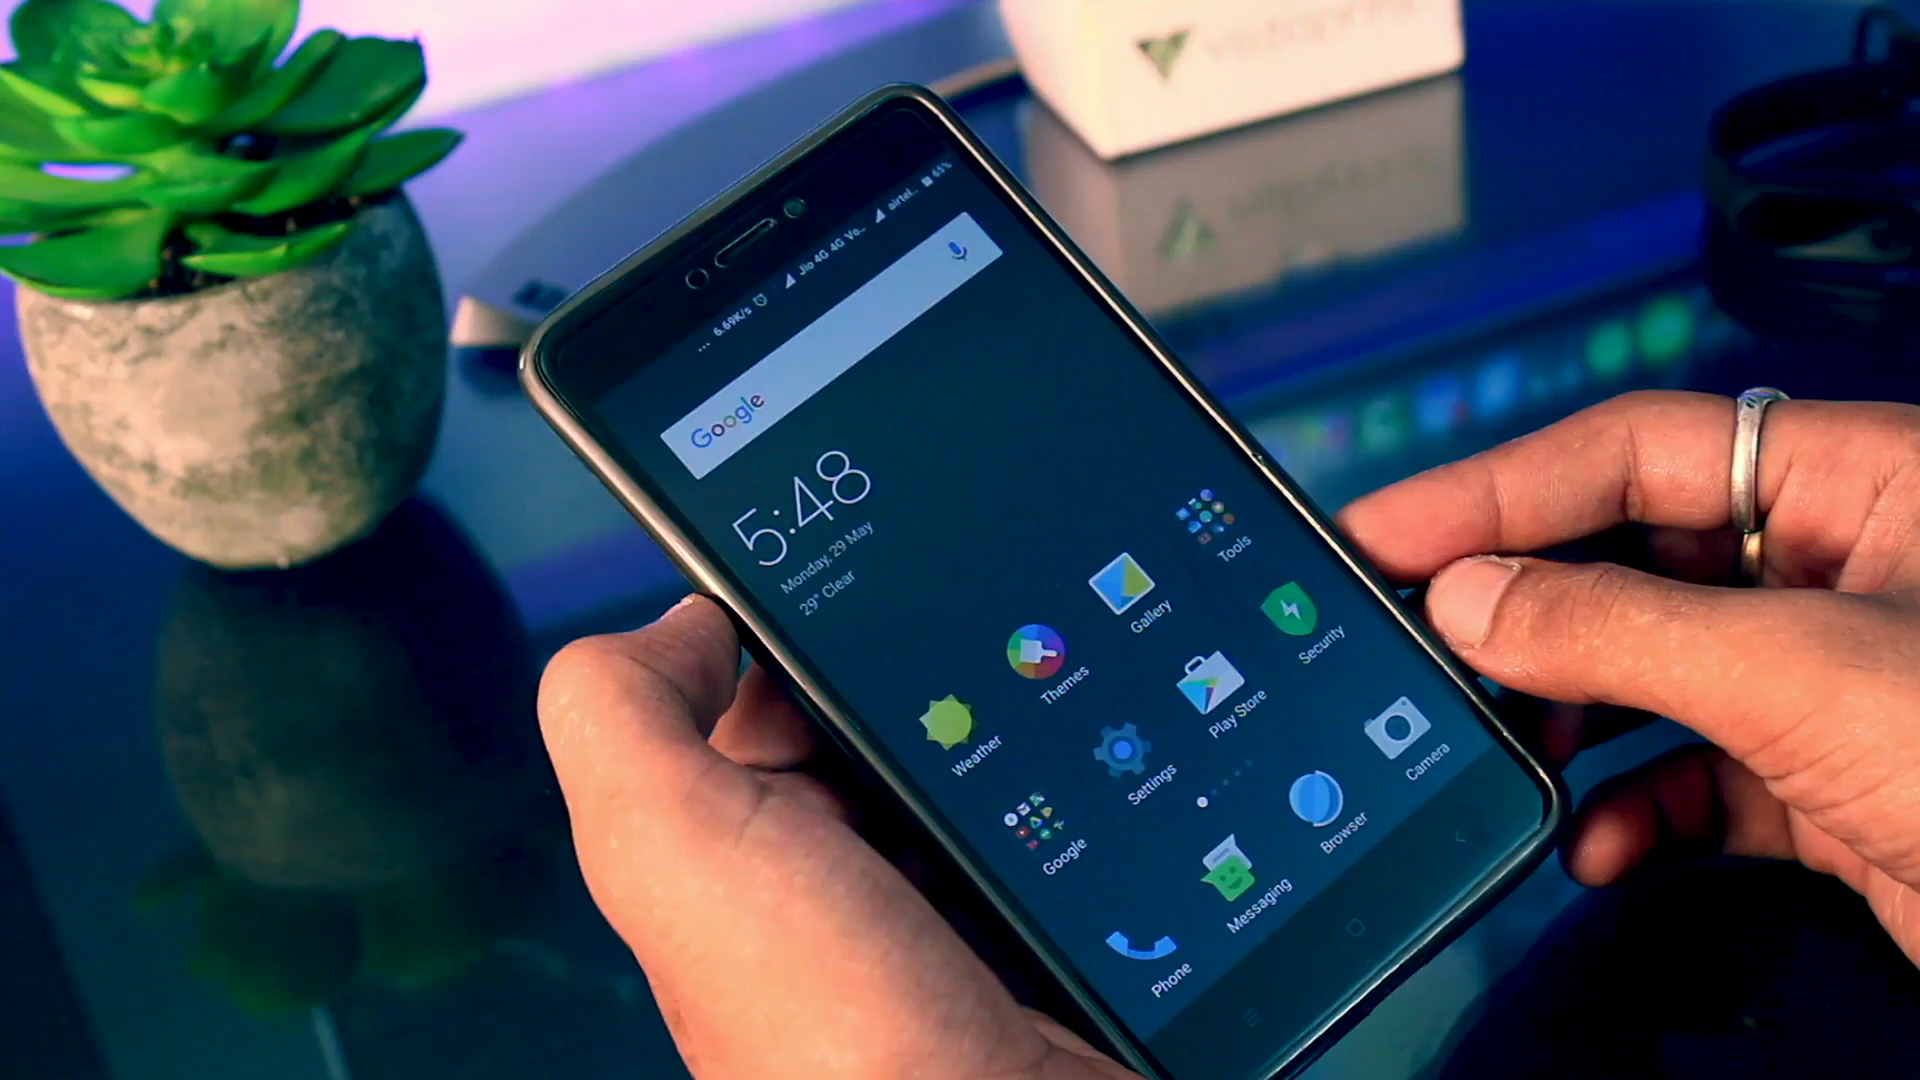 ... 6.69K/s Jio 4G 4G Vo... airtel... 65%
Google
5:48
Monday, 29 May
29° Clear
Weather Themes Gallery Tools
Google Settings Play Store Security
Phone Messaging Browser Camera